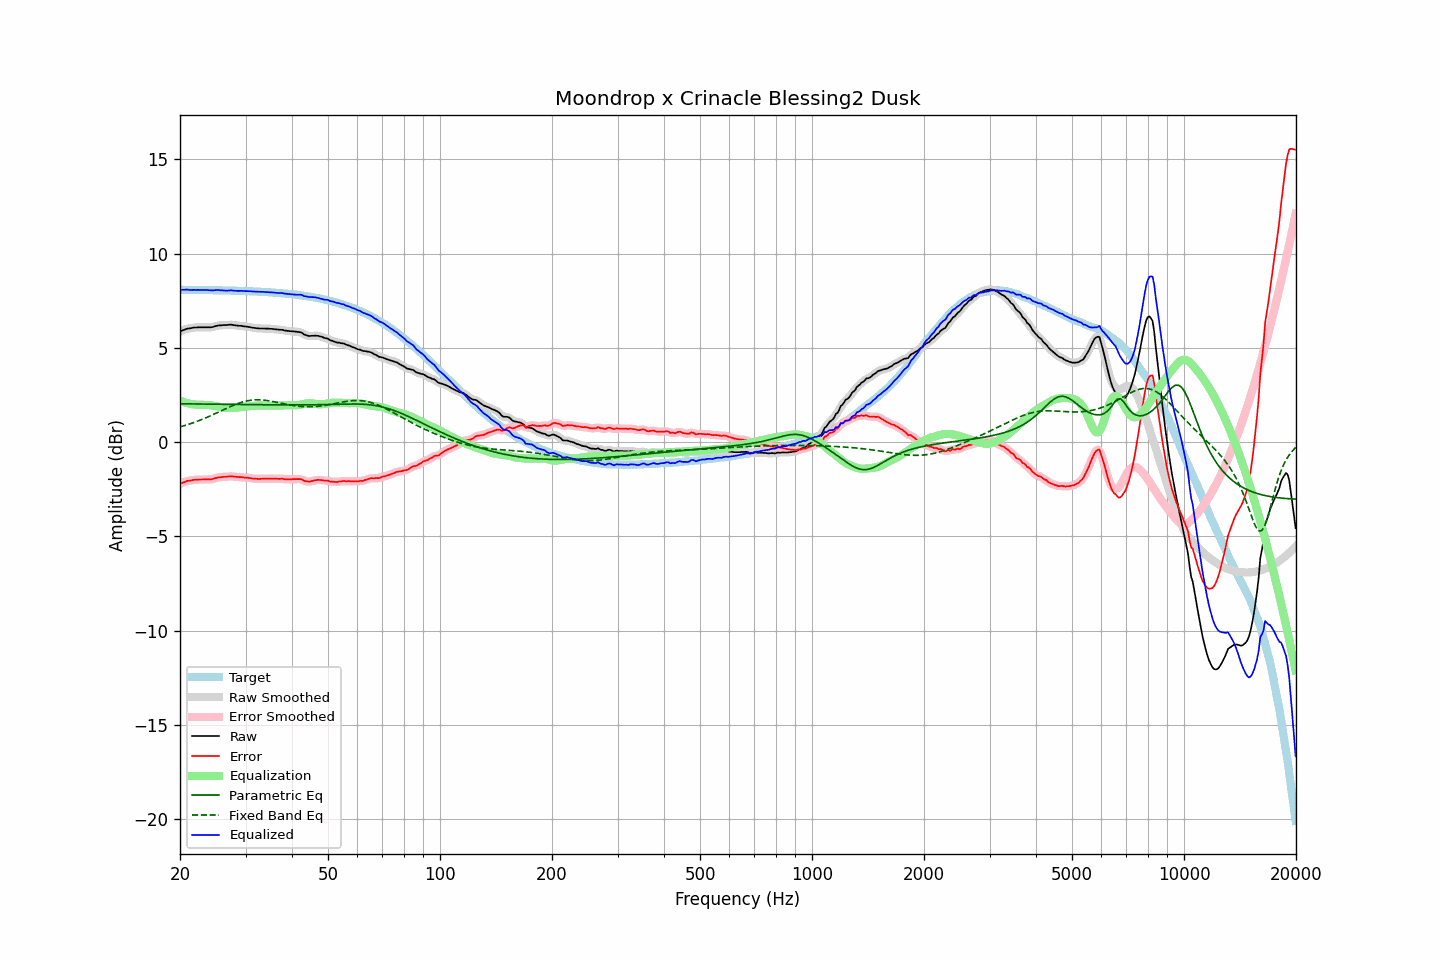 Moondrop x Crinacle Blessing2 Dusk
15
10
5
0
−5
−10
−15
−20
Amplitude (dBr)
Target
Raw Smoothed
Error Smoothed
Raw
Error
Equalization
Parametric Eq
Fixed Band Eq
Equalized
20 50 100 200 500 1000 2000 5000 10000 20000
Frequency (Hz)